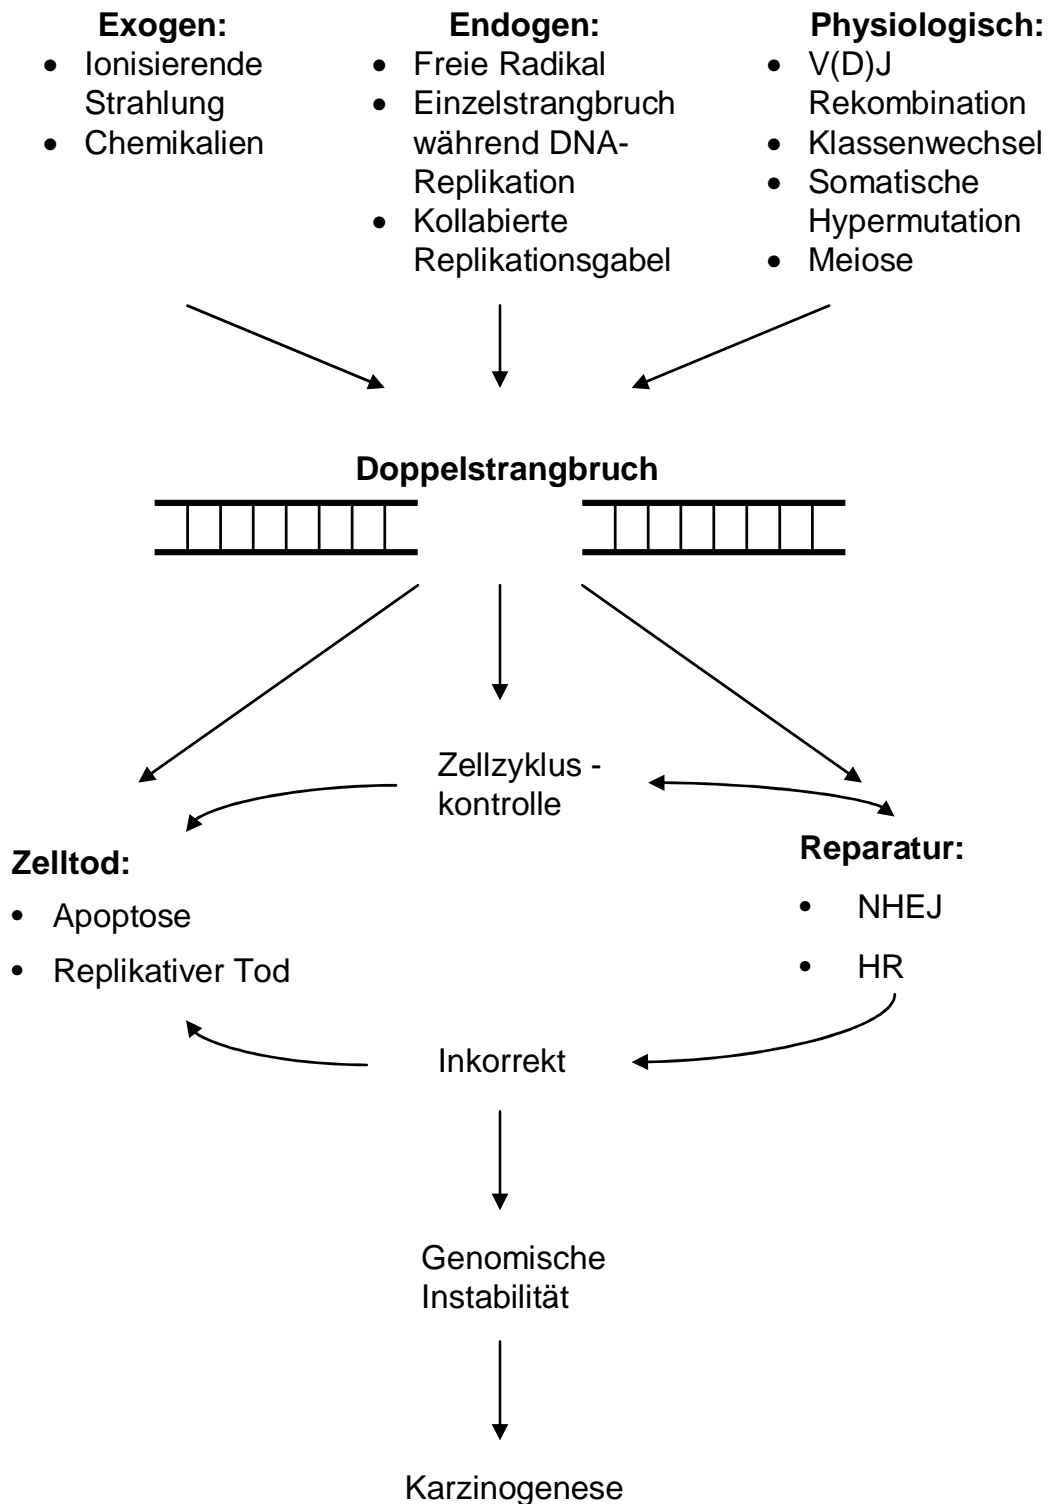 Exogen:
• Ionisierende
Strahlung
• Chemikalien
Endogen:
• Freie Radikal
• Einzelstrangbruch
während DNA-
Replikation
• Kollabierte
Replikationsgabel
Physiologisch:
• V(D)J
Rekombination
• Klassenwechsel
• Somatische
Hypermutation
• Meiose
Doppelstrangbruch
Zellzyklus -
kontrolle
Zelltod:
• Apoptose
• Replikativer Tod
Reparatur:
• NHEJ
• HR
Inkorrekt
Genomische
Instabilität
Karzinogenese